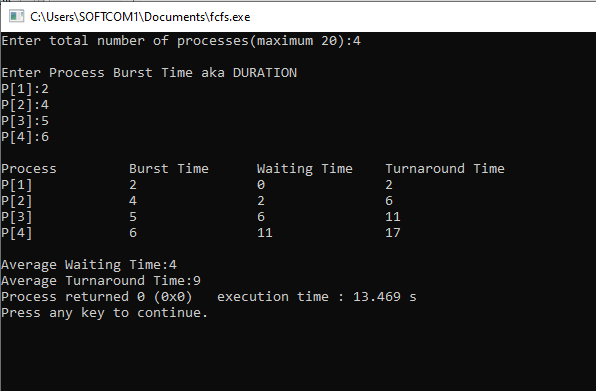 C:\Users\SOFTCOM1\Documents\fcfs.exe
Enter total number of processes(maximum 20):4
Enter Process Burst Time aka DURATION
P[1]:2
P[2]:4
P[3]:5
P[4]:6
Process Burst Time Waiting Time Turnaround Time
P[1] 2 0 2
P[2] 4 2 6
P[3] 5 6 11
P[4] 6 11 17
Average Waiting Time:4
Average Turnaround Time:9
Process returned 0 (0x0) execution time : 13.469 s
Press any key to continue.